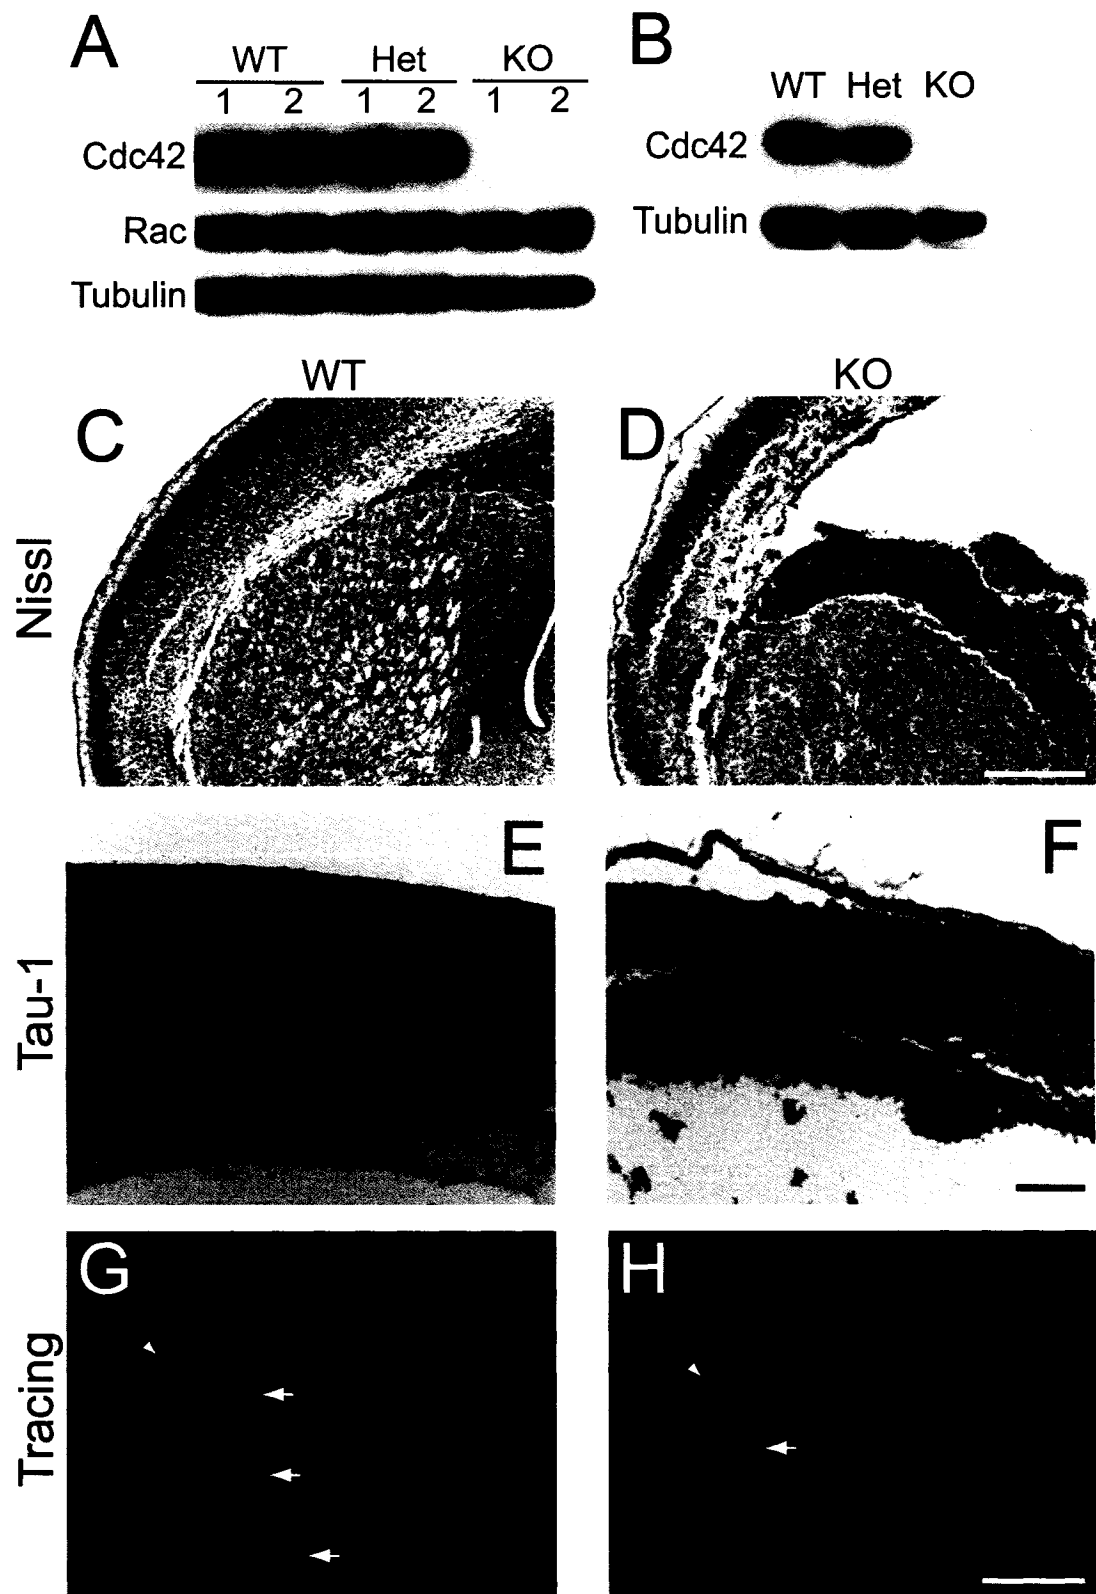 A
B
WT Het KO
1 2 1 2 1 2
WT Het KO
Cdc42
Cdc42
Rac
Tubulin
Tubulin
WT
KO
Nissl
C
D
Tau-1
E
F
Tracing
G
H